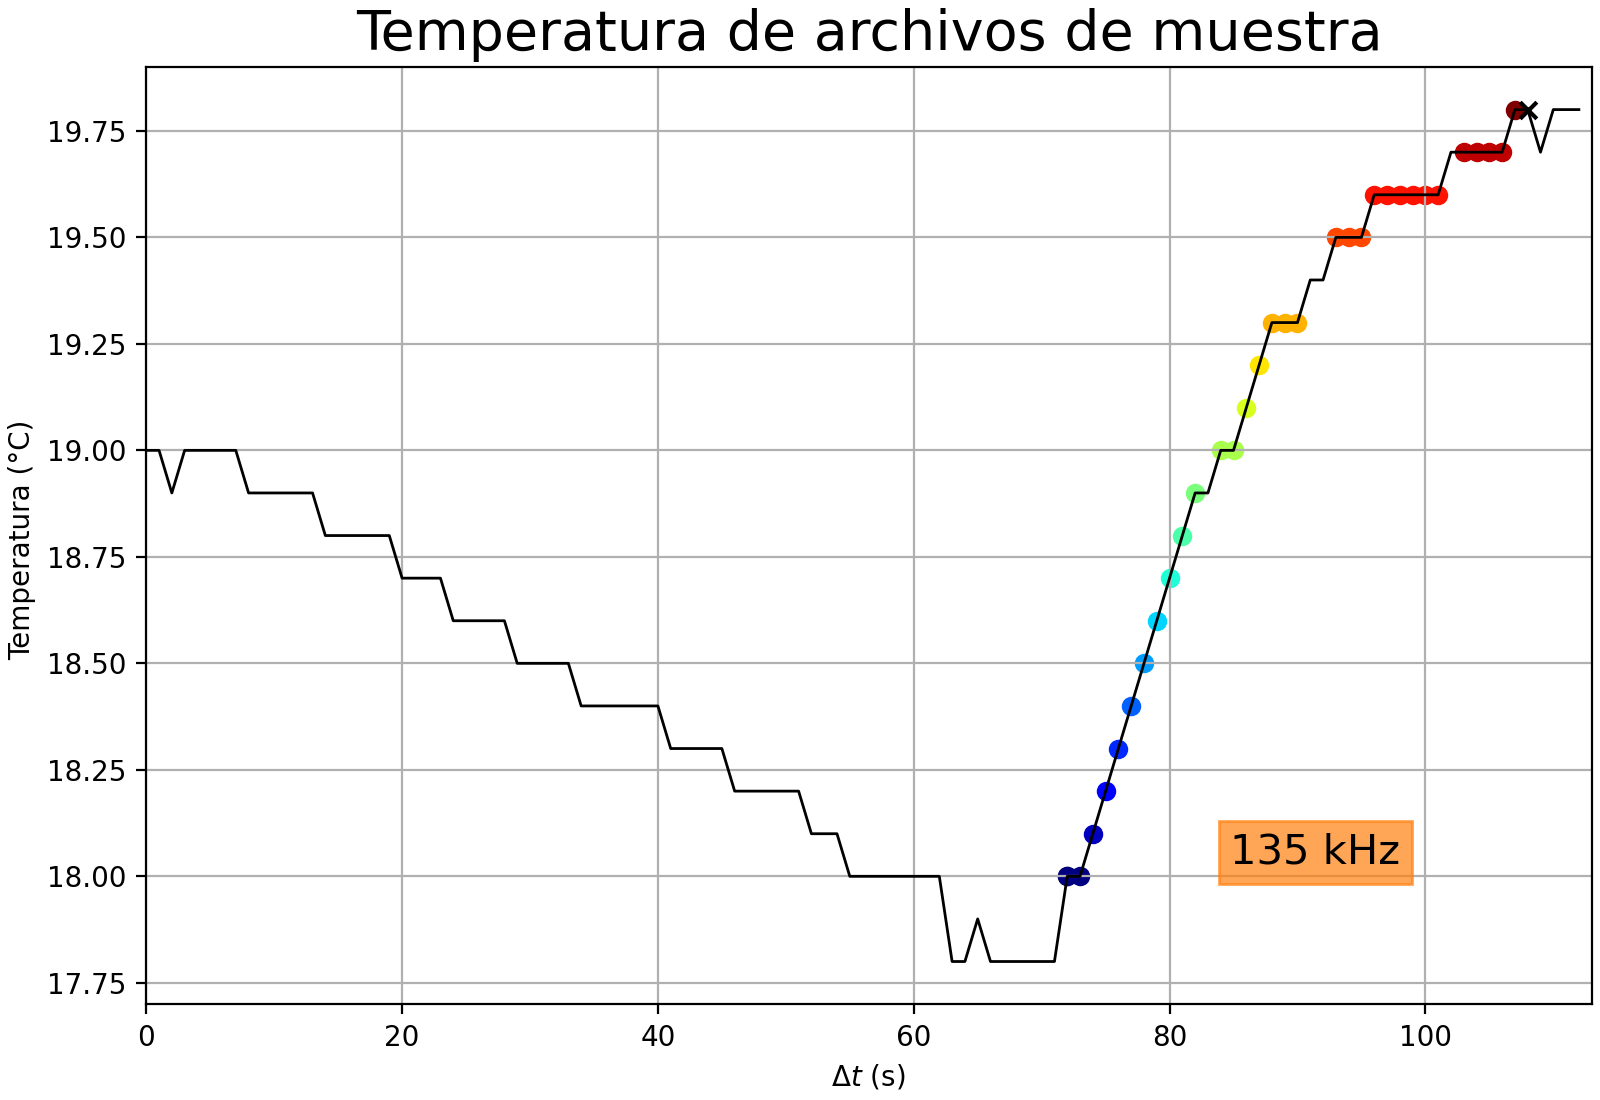 Temperatura de archivos de muestra
Temperatura (°C)
19.75
19.50
19.25
19.00
18.75
18.50
18.25
18.00
17.75
135 kHz
0 20 40 60 80 100
Δt (s)